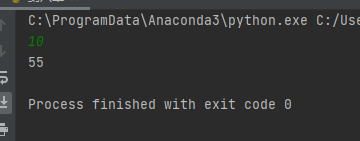 C:\ProgramData\Anaconda3\python.exe C:/Use
10
55
Process finished with exit code 0